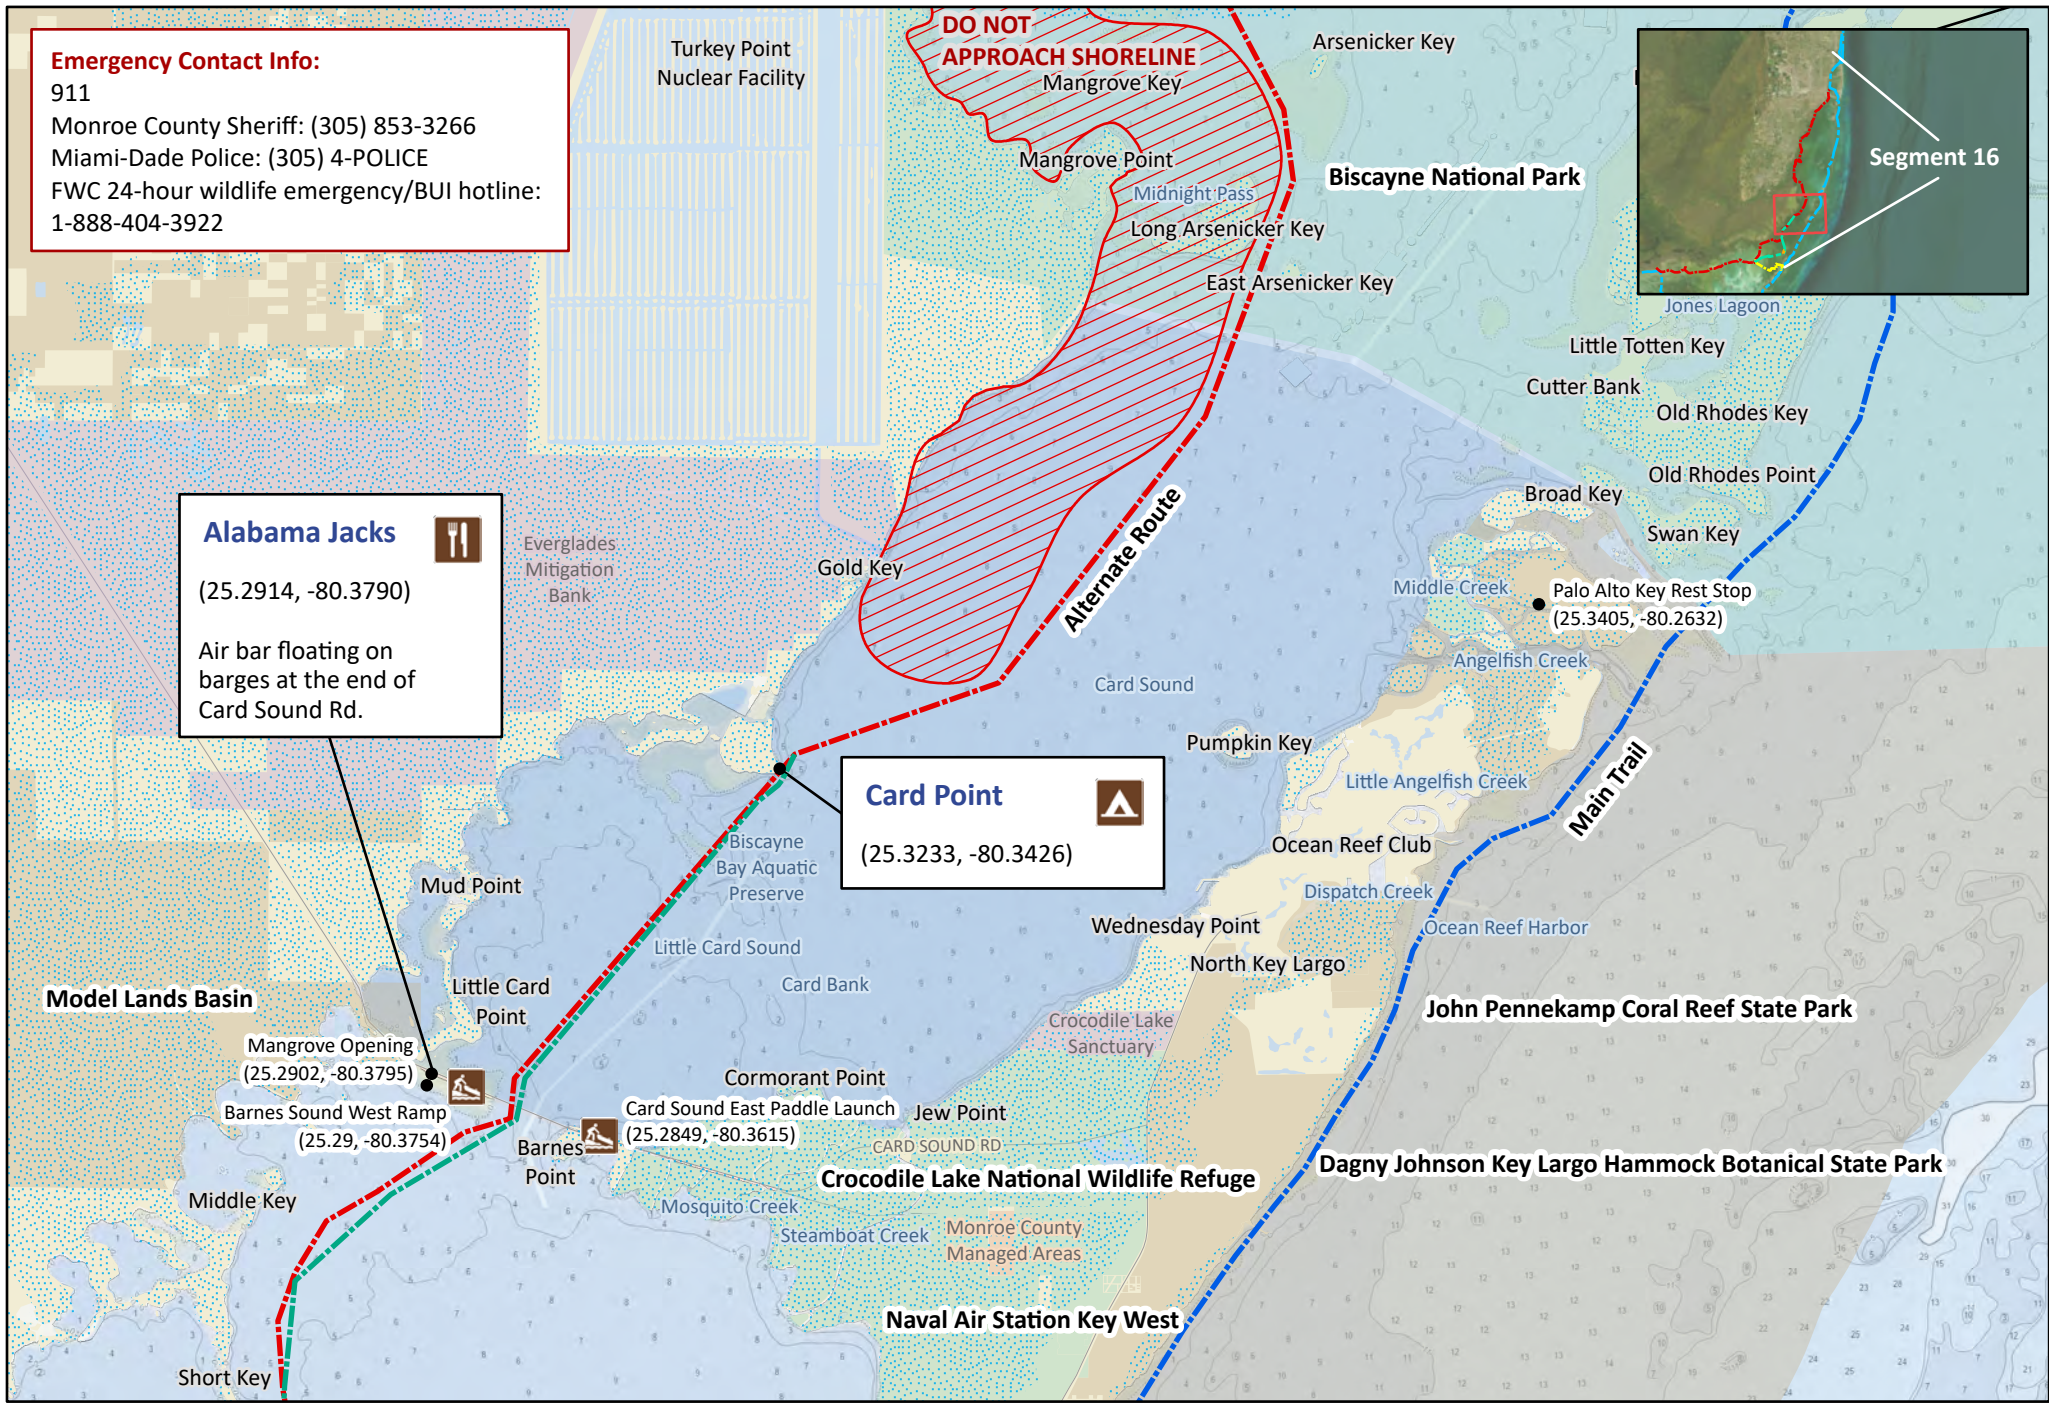 Emergency Contact Info:
911
Monroe County Sheriff: (305) 853-3266
Miami-Dade Police: (305) 4-POLICE
FWC 24-hour wildlife emergency/BUI hotline:
1-888-404-3922
Turkey Point
Nuclear Facility
DO NOT
APPROACH SHORELINE
Mangrove Key
Arsenicker Key
Segment 16
Mangrove Point
Midnight Pass
Biscayne National Park
Long Arsenicker Key
East Arsenicker Key
Jones Lagoon
Little Totten Key
Cutter Bank
Old Rhodes Key
Old Rhodes Point
Broad Key
Swan Key
Alabama Jacks
(25.2914, -80.3790)
Air bar floating on
barges at the end of
Card Sound Rd.
Everglades
Mitigation
Bank
Gold Key
Alternate Route
Middle Creek
Palo Alto Key Rest Stop
(25.3405, -80.2632)
Angelfish Creek
Card Sound
Pumpkin Key
Little Angelfish Creek
Main Trail
Card Point
(25.3233, -80.3426)
Biscayne
Bay Aquatic
Preserve
Ocean Reef Club
Mud Point
Dispatch Creek
Wednesday Point
Ocean Reef Harbor
Little Card Sound
North Key Largo
Card Bank
Model Lands Basin
Little Card
Point
John Pennekamp Coral Reef State Park
Crocodile Lake
Sanctuary
Mangrove Opening
(25.2902, -80.3795)
Cormorant Point
Barnes Sound West Ramp
(25.29, -80.3754)
Card Sound East Paddle Launch
(25.2849, -80.3615)
Jew Point
CARD SOUND RD
Barnes
Point
Crocodile Lake National Wildlife Refuge
Dagny Johnson Key Largo Hammock Botanical State Park
Middle Key
Mosquito Creek
Steamboat Creek
Monroe County
Managed Areas
Naval Air Station Key West
Short Key